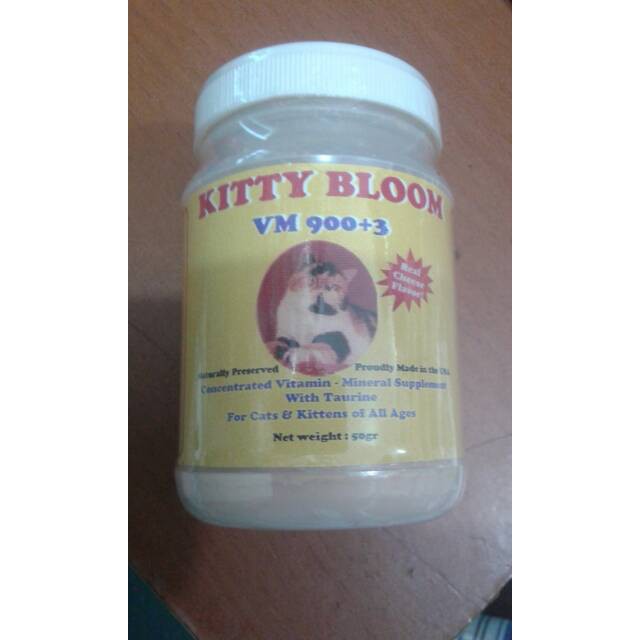 KITTY BLOOM
VM 900+3
Real
Cheese
Flavor!
Naturally Preserved
Proudly Made in the USA
Concentrated Vitamin - Mineral Supplement
With Taurine
For Cats & Kittens of All Ages
Net weight : 50gr